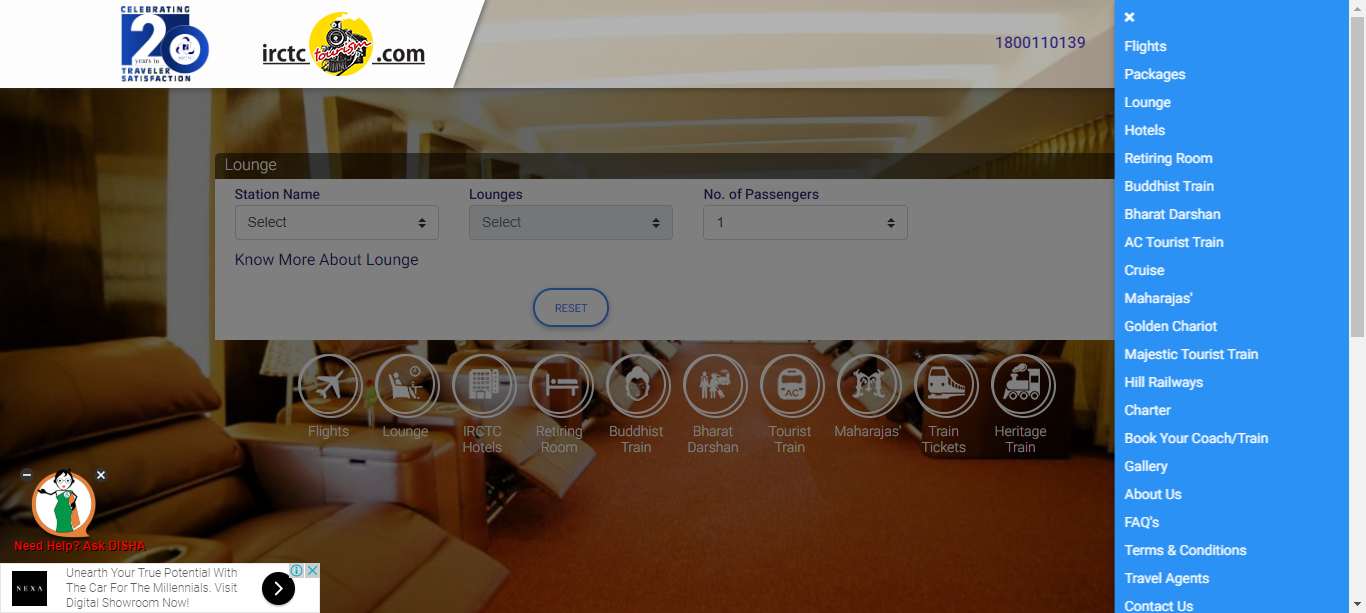 CELEBRATING
20
years in
TRAVELER
SATISFACTION
irctc tourism .com
1800110139
Lounge
Station Name
Lounges
No. of Passengers
Select
Select
1
Know More About Lounge
RESET
AC
Flights
Lounge
IRCTC
Hotels
Retiring
Room
Buddhist
Train
Bharat
Darshan
Tourist
Train
Maharajas'
Train
Tickets
Heritage
Train
Need Help? Ask DISHA
NEXA
Unearth Your True Potential With
The Car For The Millennials. Visit
Digital Showroom Now!
Flights
Packages
Lounge
Hotels
Retiring Room
Buddhist Train
Bharat Darshan
AC Tourist Train
Cruise
Maharajas'
Golden Chariot
Majestic Tourist Train
Hill Railways
Charter
Book Your Coach/Train
Gallery
About Us
FAQ's
Terms & Conditions
Travel Agents
Contact Us